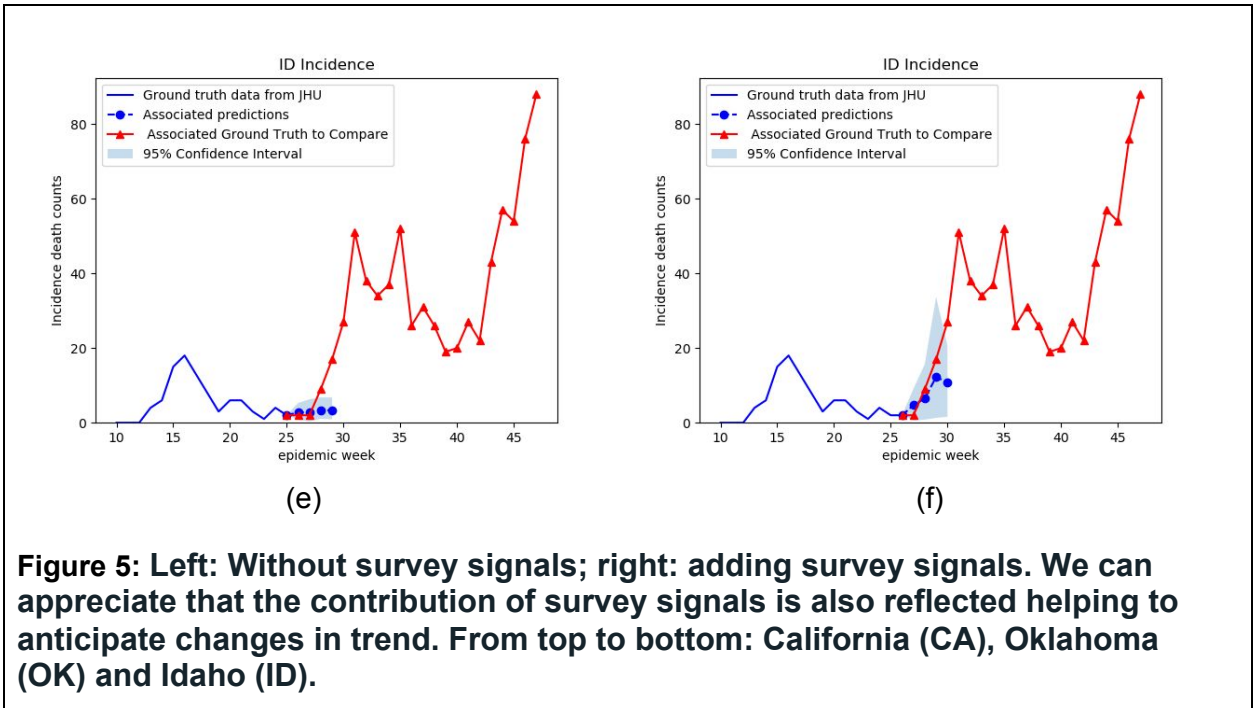 ID Incidence
Ground truth data from JHU
Associated predictions
Associated Ground Truth to Compare
95% Confidence Interval
Incidence death counts
80
60
40
20
0
10 15 20 25 30 35 40 45
epidemic week
(e)
ID Incidence
Ground truth data from JHU
Associated predictions
Associated Ground Truth to Compare
95% Confidence Interval
Incidence death counts
80
60
40
20
0
10 15 20 25 30 35 40 45
epidemic week
(f)
Figure 5: Left: Without survey signals; right: adding survey signals. We can
appreciate that the contribution of survey signals is also reflected helping to
anticipate changes in trend. From top to bottom: California (CA), Oklahoma
(OK) and Idaho (ID).